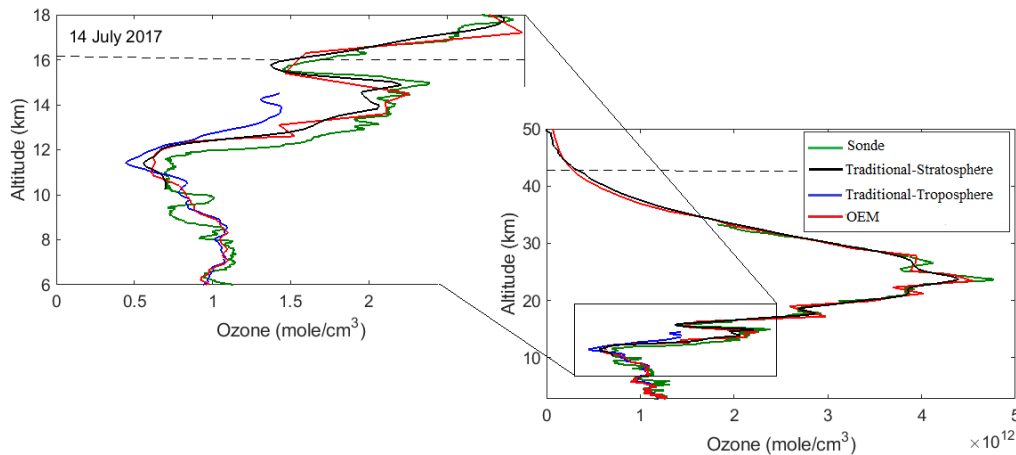 14 July 2017
18
16
14
12
10
8
6
Altitude (km)
0
0.5
1
1.5
2
Ozone (mole/cm³)
50
40
30
20
10
Altitude (km)
Sonde
Traditional-Stratosphere
Traditional-Troposphere
OEM
0
1
2
3
4
5
Ozone (mole/cm³)
×10¹²